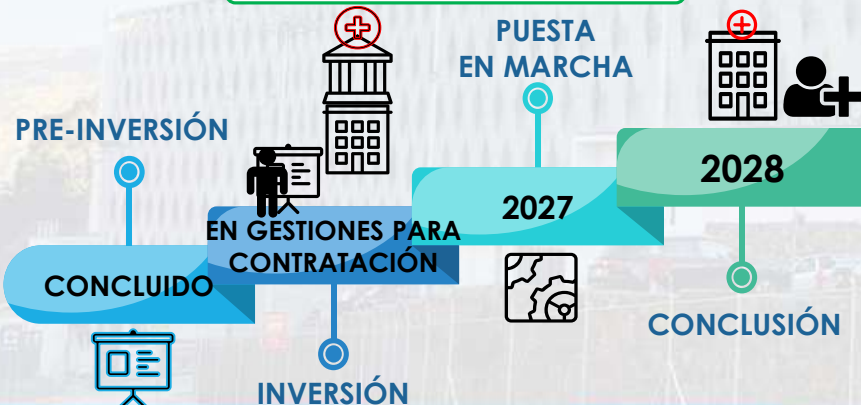 PRE-INVERSIÓN
CONCLUIDO
EN GESTIONES PARA
CONTRATACIÓN
INVERSIÓN
PUESTA
EN MARCHA
2027
2028
CONCLUSIÓN